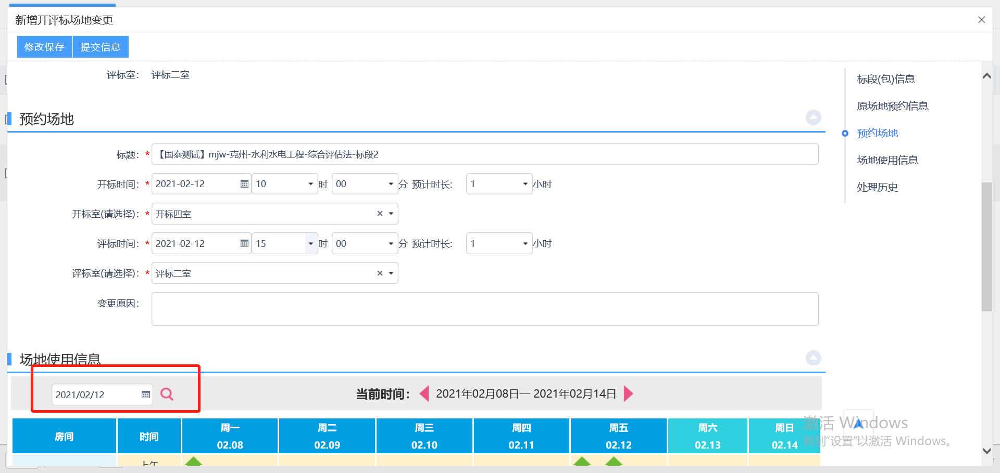 新增开评标场地变更
修改保存 提交信息
评标室： 评标二室
预约场地
标题：* 【国泰测试】mjw-克州-水利水电工程-综合评估法-标段2
开标时间：* 2021-02-12 10 时 00 分 预计时长: 1 小时
开标室(请选择)：* 开标四室
评标时间：* 2021-02-12 15 时 00 分 预计时长: 1 小时
评标室(请选择)：* 评标二室
变更原因：
标段(包)信息
原场地预约信息
预约场地
场地使用信息
处理历史
场地使用信息
2021/02/12
当前时间： 2021年02月08日— 2021年02月14日
房间 时间 周一 周二 周三 周四 周五 周六 周日
02.08 02.09 02.10 02.11 02.12 02.13 02.14
上午
激活 Windows
转到“设置”以激活 Windows。